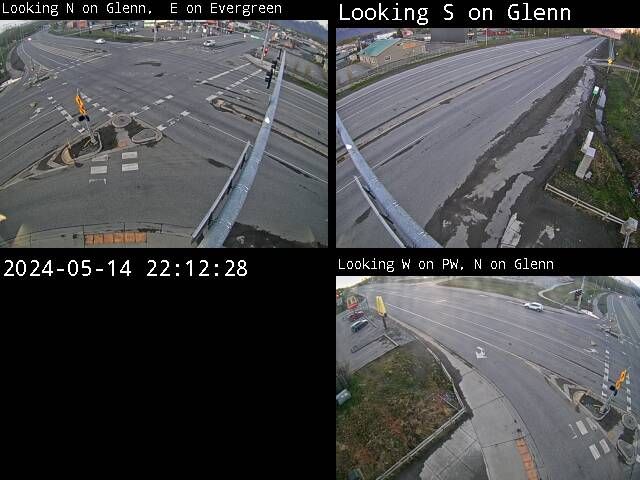 Looking N on Glenn,  E on Evergreen
Looking S on Glenn
2024-05-14 22:12:28
Looking W on PW, N on Glenn